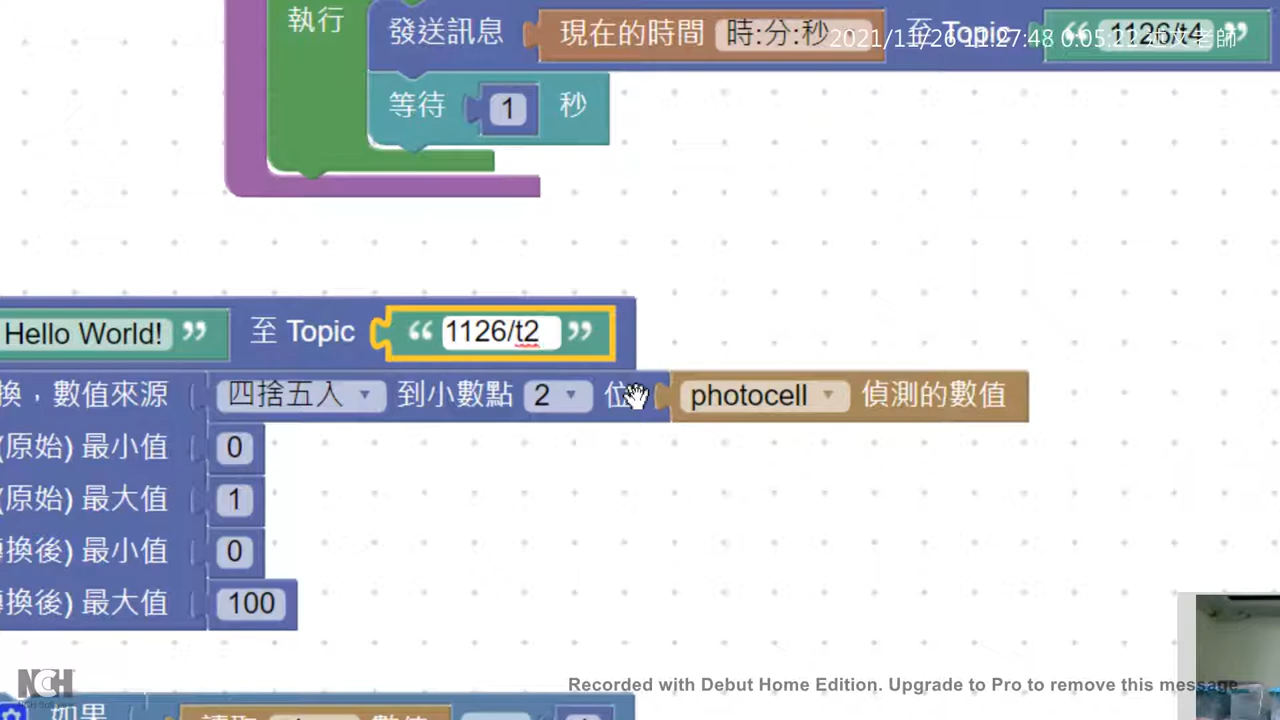 執行 發送訊息 現在的時間 時:分:秒 至 Topic “ 1126/t4 ”
2021/11/26 11:27:48 0:05:22
老師
等待 1 秒
Hello World! ” 至 Topic “ 1126/t2 ”
換，數值來源 四捨五入 到小數點 2 位 photocell 偵測的數值
(原始) 最小值 0
(原始) 最大值 1
換後) 最小值 0
換後) 最大值 100
如果
NCH
Recorded with Debut Home Edition. Upgrade to Pro to remove this message